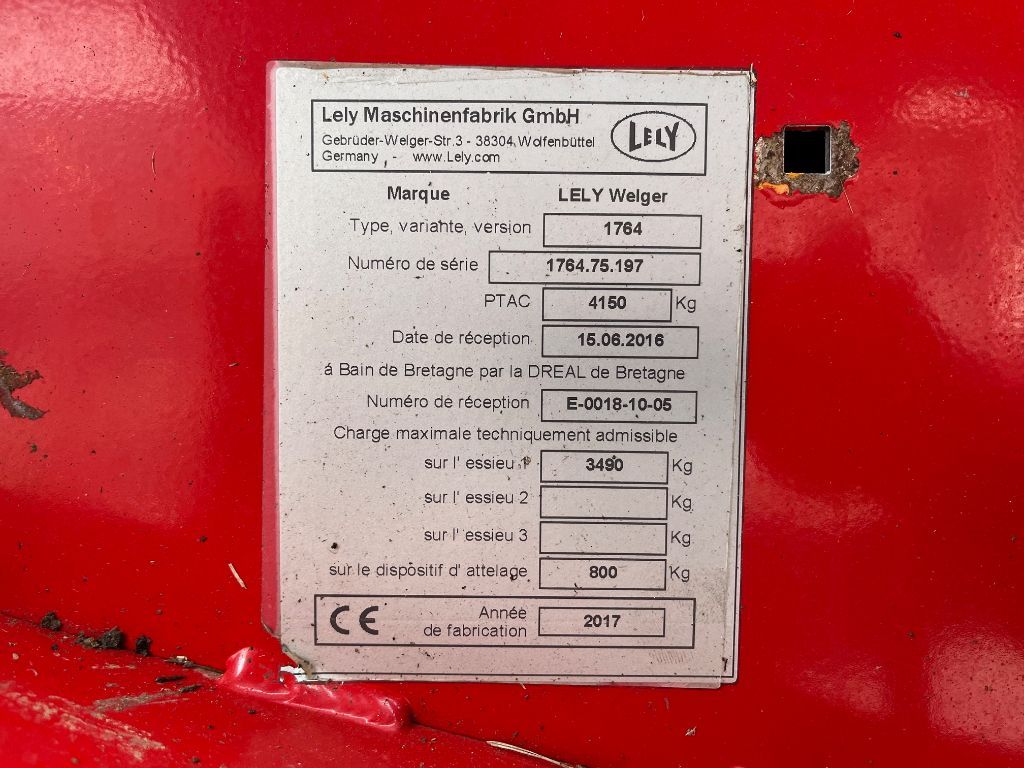 Lely Maschinenfabrik GmbH
Gebrüder-Welger-Str.3 - 38304 Wolfenbüttel
Germany - www.Lely.com
LELY
Marque LELY Welger
Type, variante, version 1764
Numéro de série 1764.75.197
PTAC 4150 Kg
Date de réception 15.06.2016
á Bain de Bretagne par la DREAL de Bretagne
Numéro de réception E-0018-10-05
Charge maximale techniquement admissible
sur l' essieu 1 3490 Kg
sur l' essieu 2 Kg
sur l' essieu 3 Kg
sur le dispositif d' attelage 800 Kg
CE Année
de fabrication 2017